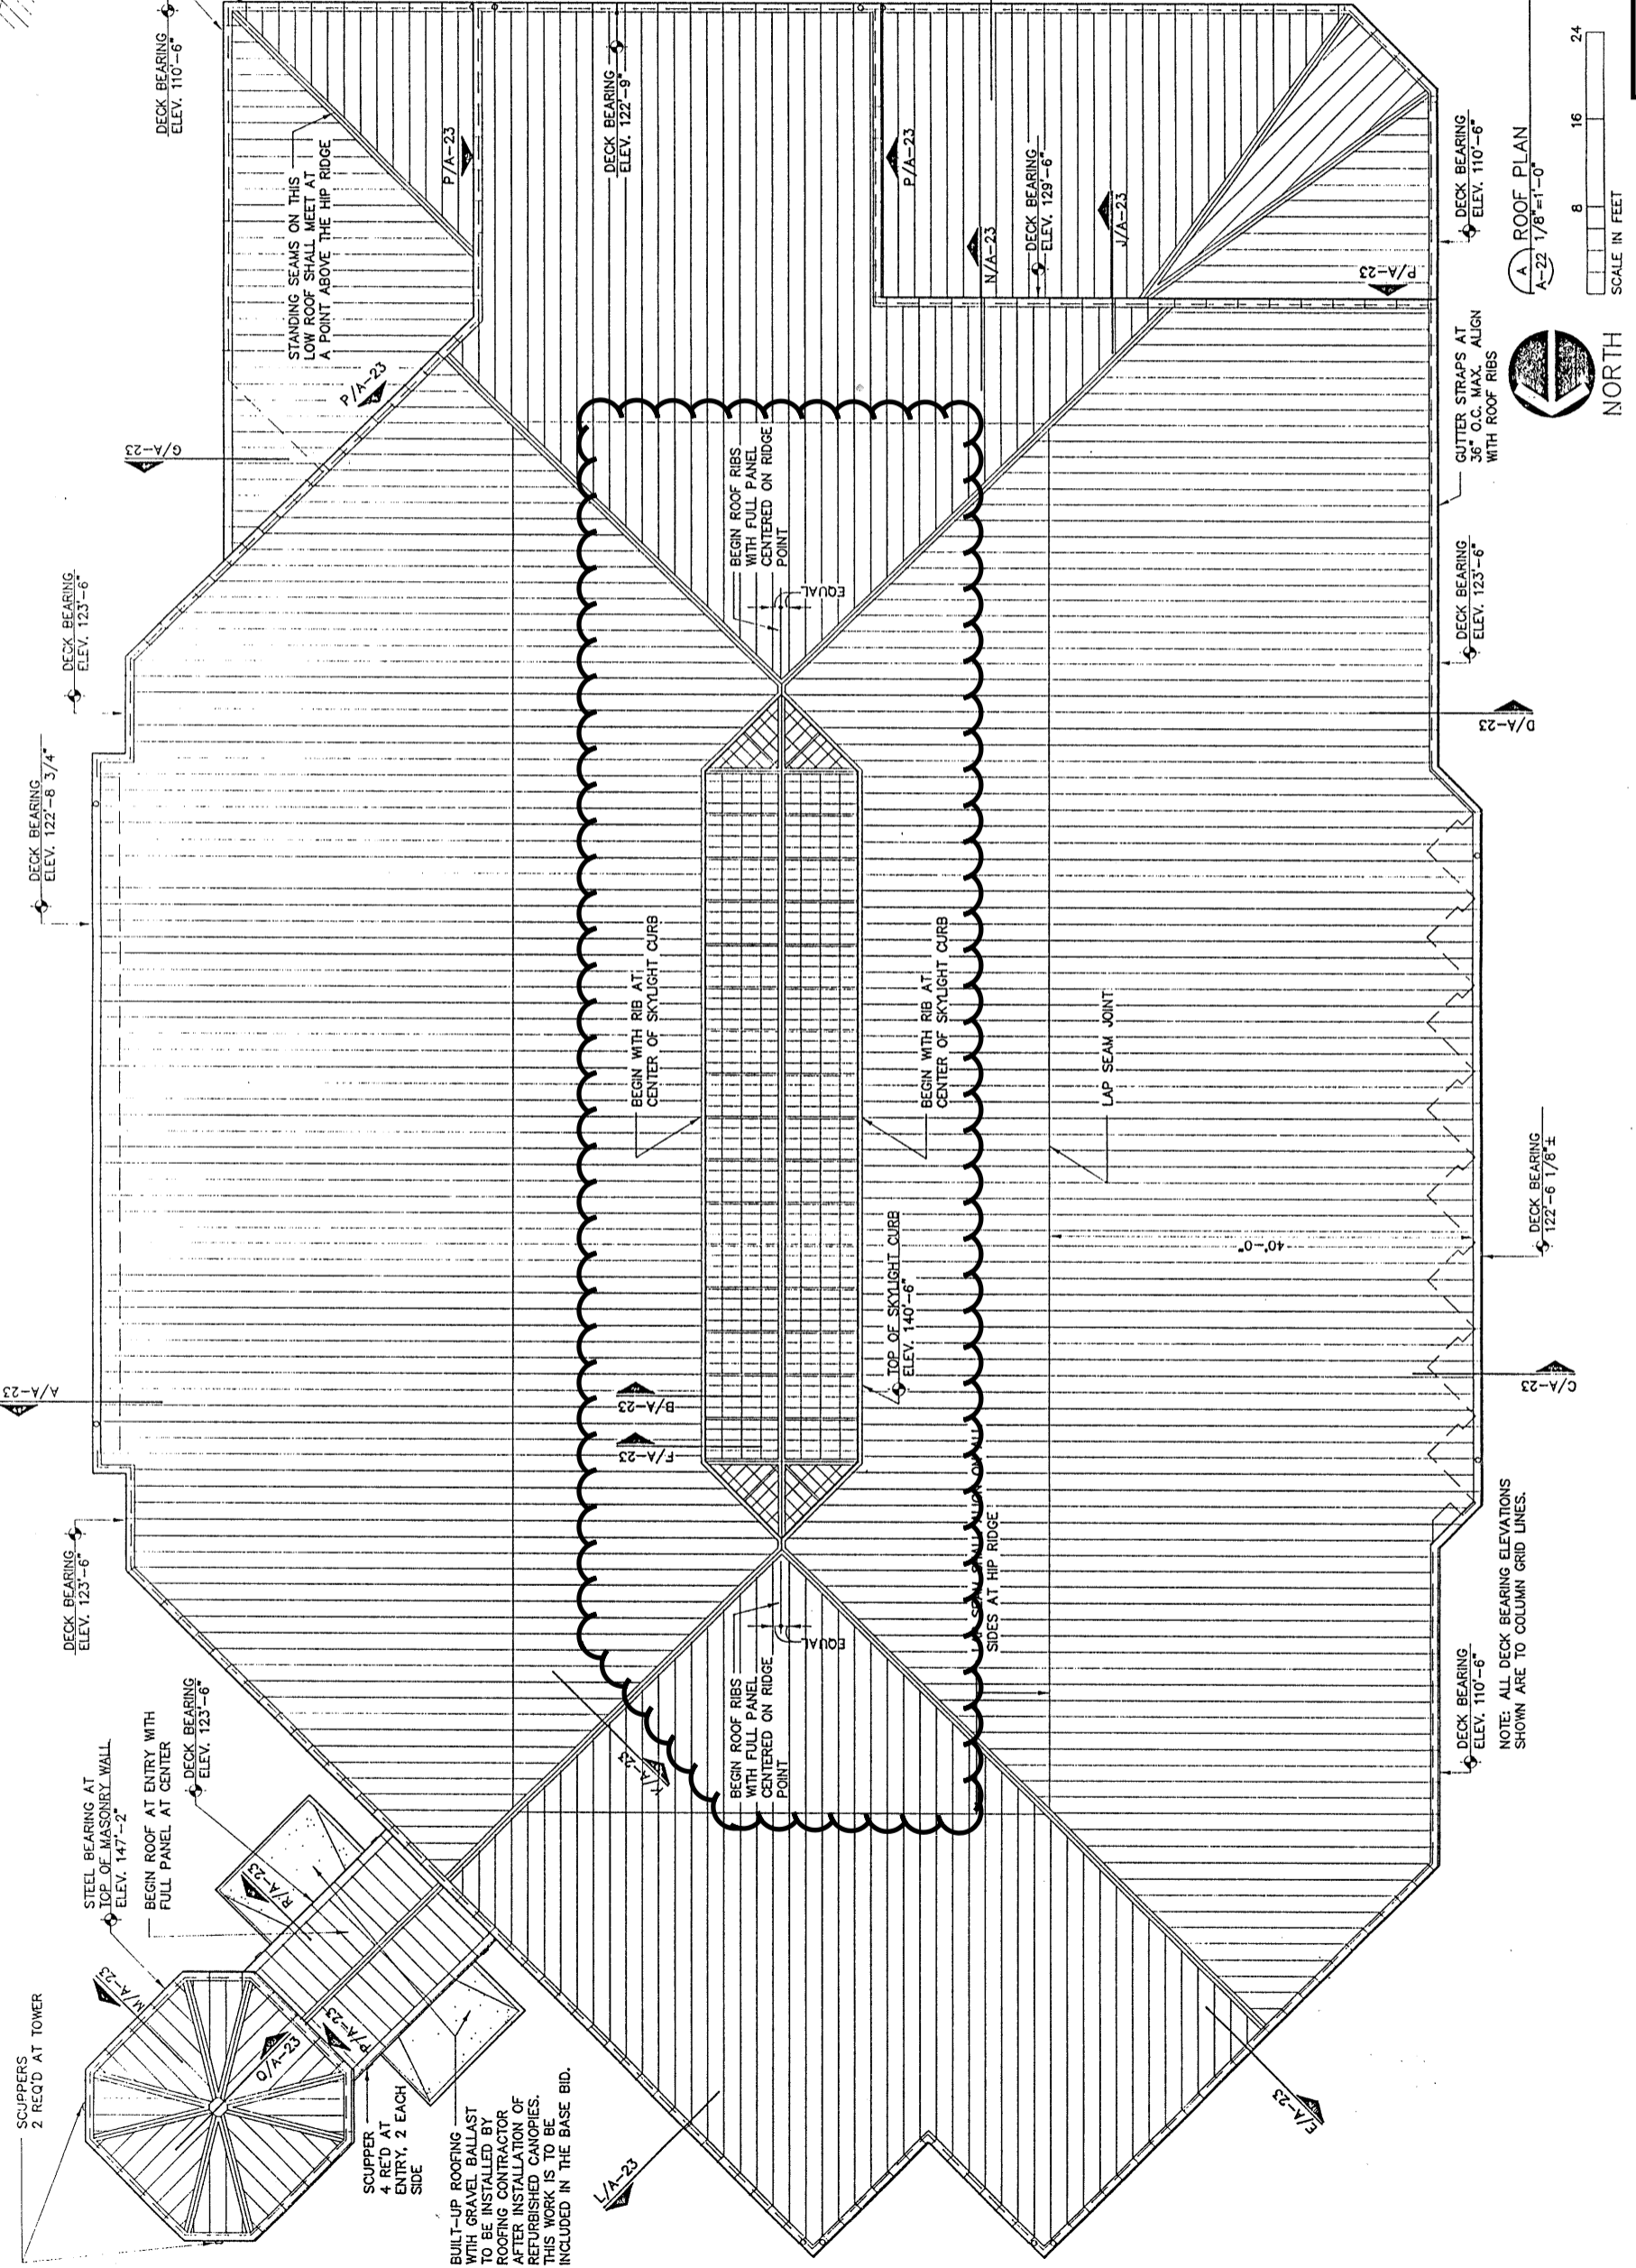 SCUPPERS
2 REQ'D AT TOWER
STEEL BEARING AT
TOP OF MASONRY WALL
ELEV. 147'-2"
BEGIN ROOF AT ENTRY WITH
FULL PANEL AT CENTER
DECK BEARING
ELEV. 123'-6"
M/A-23
R/A-23
Q/A-23
P/A-23
SCUPPER
4 RE'D AT
ENTRY, 2 EACH
SIDE
BUILT-UP ROOFING
WITH GRAVEL BALLAST
TO BE INSTALLED BY
ROOFING CONTRACTOR
AFTER INSTALLATION OF
REFURBISHED CANOPIES.
THIS WORK IS TO BE
INCLUDED IN THE BASE BID.
L/A-23
E/A-23
DECK BEARING
ELEV. 123'-6"
A/A-23
DECK BEARING
ELEV. 122'-8 3/4"
DECK BEARING
ELEV. 123'-6"
G/A-23
DECK BEARING
ELEV. 110'-6"
STANDING SEAMS ON THIS
LOW ROOF SHALL MEET AT
A POINT ABOVE THE HIP RIDGE
P/A-23
P/A-23
DECK BEARING
ELEV. 122'-9"
P/A-23
N/A-23
DECK BEARING
ELEV. 129'-6"
J/A-23
P/A-23
BEGIN ROOF RIBS
WITH FULL PANEL
CENTERED ON RIDGE
POINT
EQUAL
BEGIN WITH RIB AT
CENTER OF SKYLIGHT CURB
BEGIN WITH RIB AT
CENTER OF SKYLIGHT CURB
B/A-23
F/A-23
TOP OF SKYLIGHT CURB
ELEV. 140'-6"
LAP SEAM JOINT
40'-0"
BEGIN ROOF RIBS
WITH FULL PANEL
CENTERED ON RIDGE
POINT
EQUAL
/A-23
SIDES AT HIP RIDGE
DECK BEARING
ELEV. 110'-6"
NOTE: ALL DECK BEARING ELEVATIONS
SHOWN ARE TO COLUMN GRID LINES.
C/A-23
DECK BEARING
122'-6 1/8"±
D/A-23
DECK BEARING
ELEV. 123'-6"
GUTTER STRAPS AT
36" O.C. MAX. ALIGN
WITH ROOF RIBS
DECK BEARING
ELEV. 110'-6"
NORTH
A
A-22
ROOF PLAN
1/8"=1'-0"
8 16 24
SCALE IN FEET